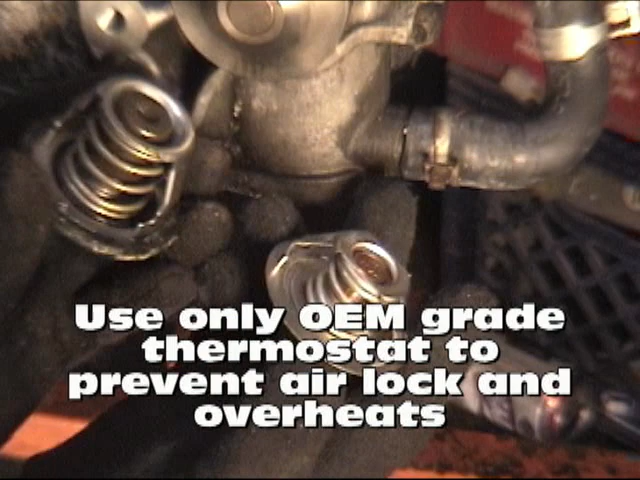 Use only OEM grade
thermostat to
prevent air lock and
overheats